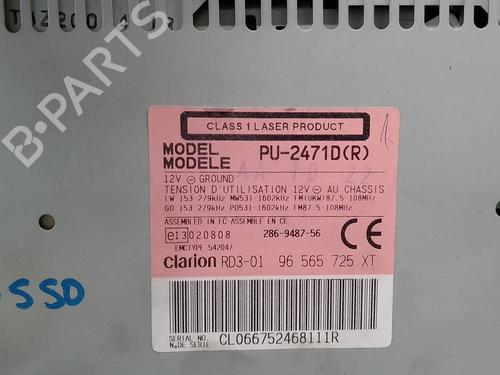 CLASS 1 LASER PRODUCT
MODEL
MODELE
PU-2471D(R)
12V ⊖ GROUND
TENSION D'UTILISATION 12V ⊖ AU CHASSIS
LW 153-279kHz MW531-1602kHz FM(UKW)87.5-108MHz
GO 153-279kHz PO531-1602kHz FM87.5-108MHz
ASSEMBLED IN EC-ASSEMBLE EN CE
e13 020808
286-9487-56
CE
EMCTYPE 542047
clarion RD3-01 96 565 725 XT
SERIAL NO.
N.DE SERIE
CL066752468111R
550
B-PARTS